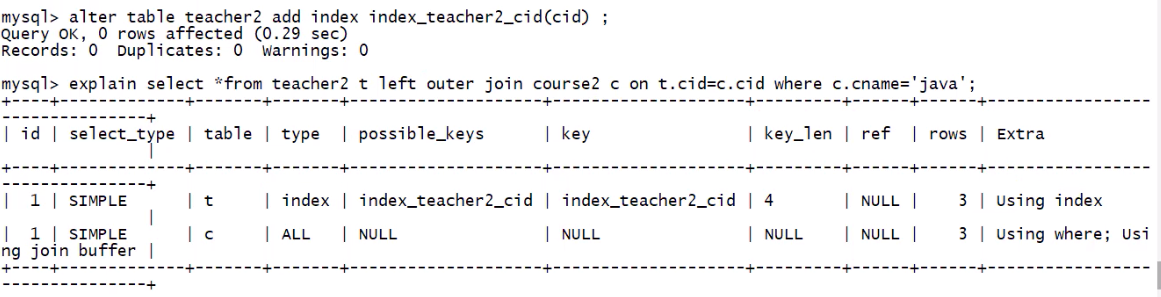 mysql> alter table teacher2 add index index_teacher2_cid(cid) ;
Query OK, 0 rows affected (0.29 sec)
Records: 0  Duplicates: 0  Warnings: 0

mysql> explain select *from teacher2 t left outer join course2 c on t.cid=c.cid where c.cname='java';
+----+-------------+-------+-------+--------------------+--------------------+---------+------+------+-----------------
---------------+
| id | select_type | table | type  | possible_keys      | key                | key_len | ref  | rows | Extra
               |
+----+-------------+-------+-------+--------------------+--------------------+---------+------+------+-----------------
---------------+
|  1 | SIMPLE      | t     | index | index_teacher2_cid | index_teacher2_cid | 4       | NULL |    3 | Using index
               |
|  1 | SIMPLE      | c     | ALL   | NULL               | NULL               | NULL    | NULL |    3 | Using where; Usi
ng join buffer |
+----+-------------+-------+-------+--------------------+--------------------+---------+------+------+-----------------
---------------+